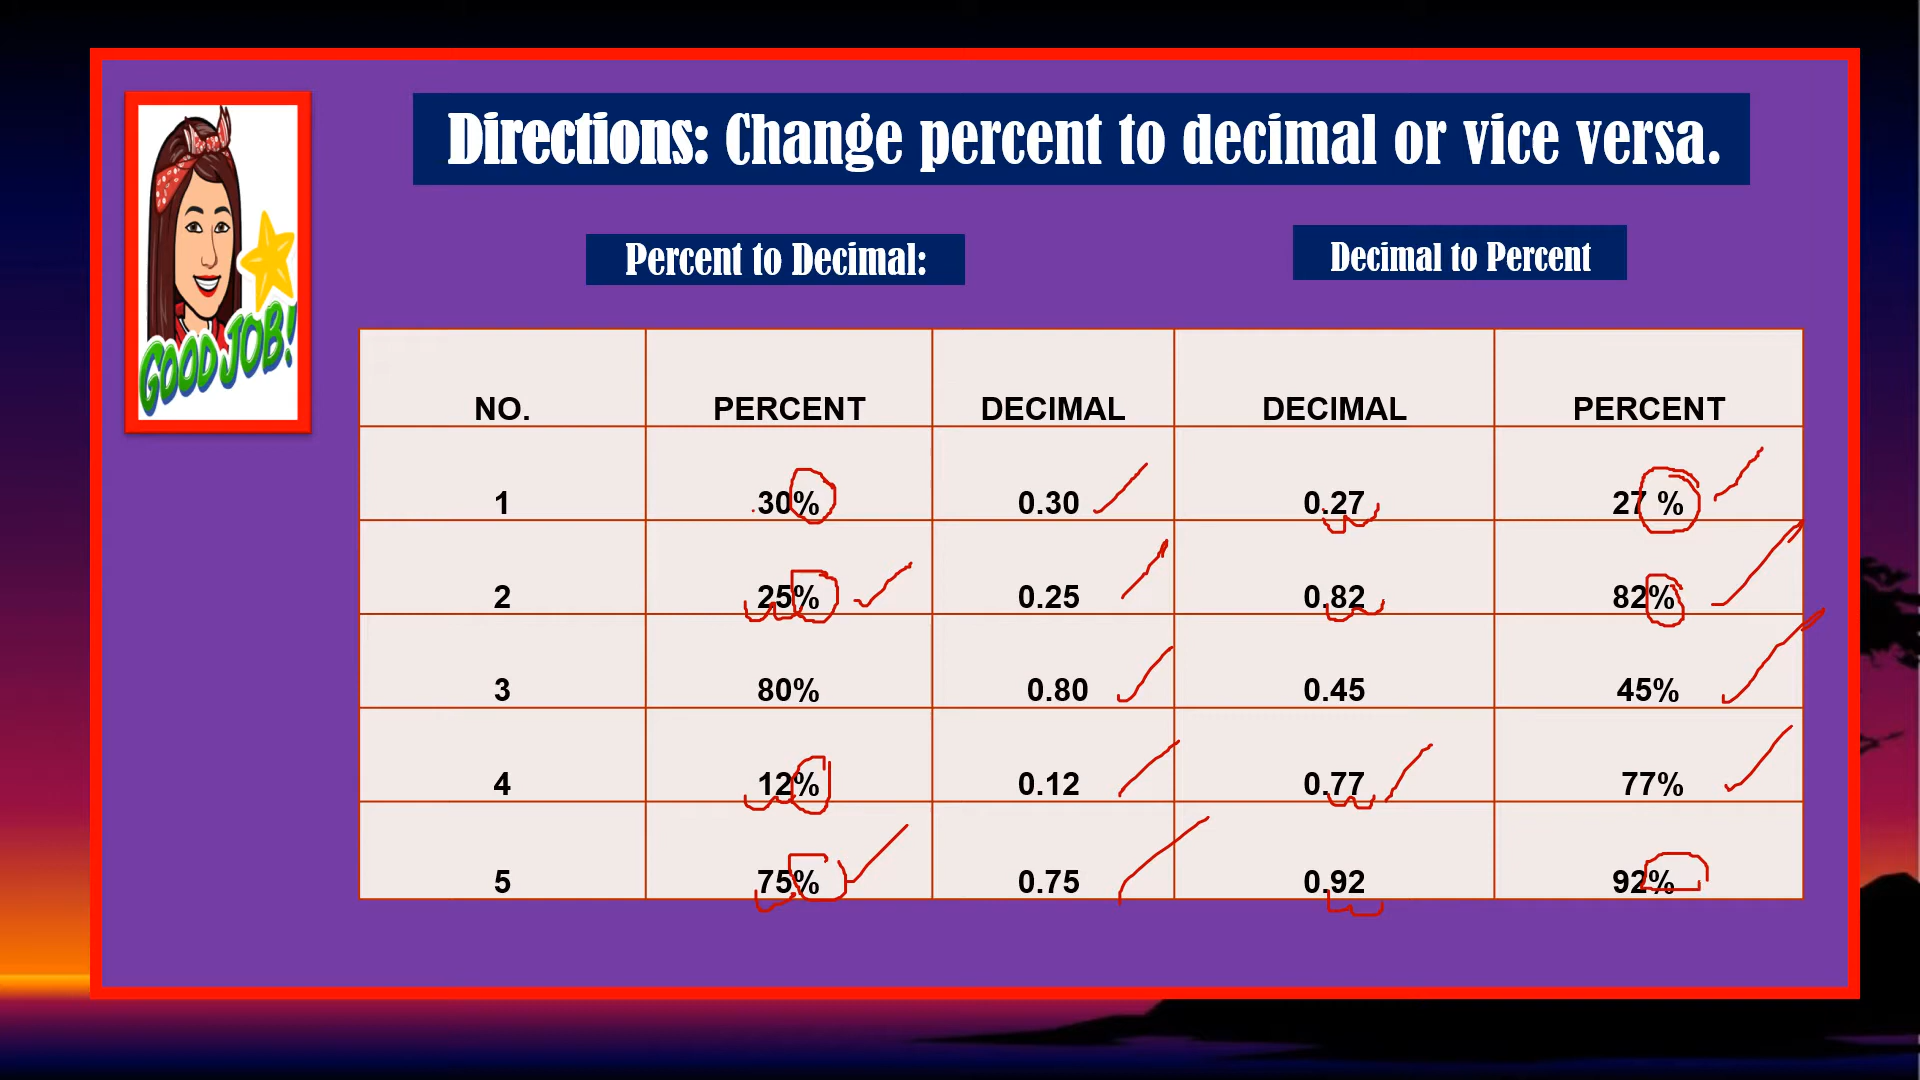 Directions: Change percent to decimal or vice versa.
Percent to Decimal:
Decimal to Percent
GOOD JOB!
NO. PERCENT DECIMAL DECIMAL PERCENT
1 30% 0.30 0.27 27 %
2 25% 0.25 0.82 82%
3 80% 0.80 0.45 45%
4 12% 0.12 0.77 77%
5 75% 0.75 0.92 92%